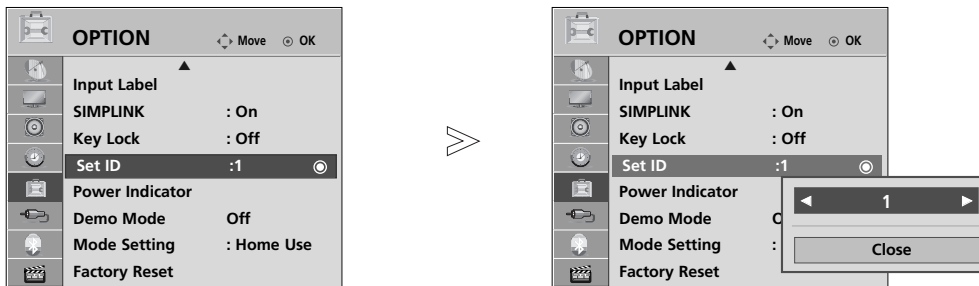 OPTION Move OK
Input Label
SIMPLINK : On
Key Lock : Off
Set ID :1
Power Indicator
Demo Mode Off
Mode Setting : Home Use
Factory Reset
OPTION Move OK
Input Label
SIMPLINK : On
Key Lock : Off
Set ID :1
Power Indicator
Demo Mode
Mode Setting :
Factory Reset
1
Close